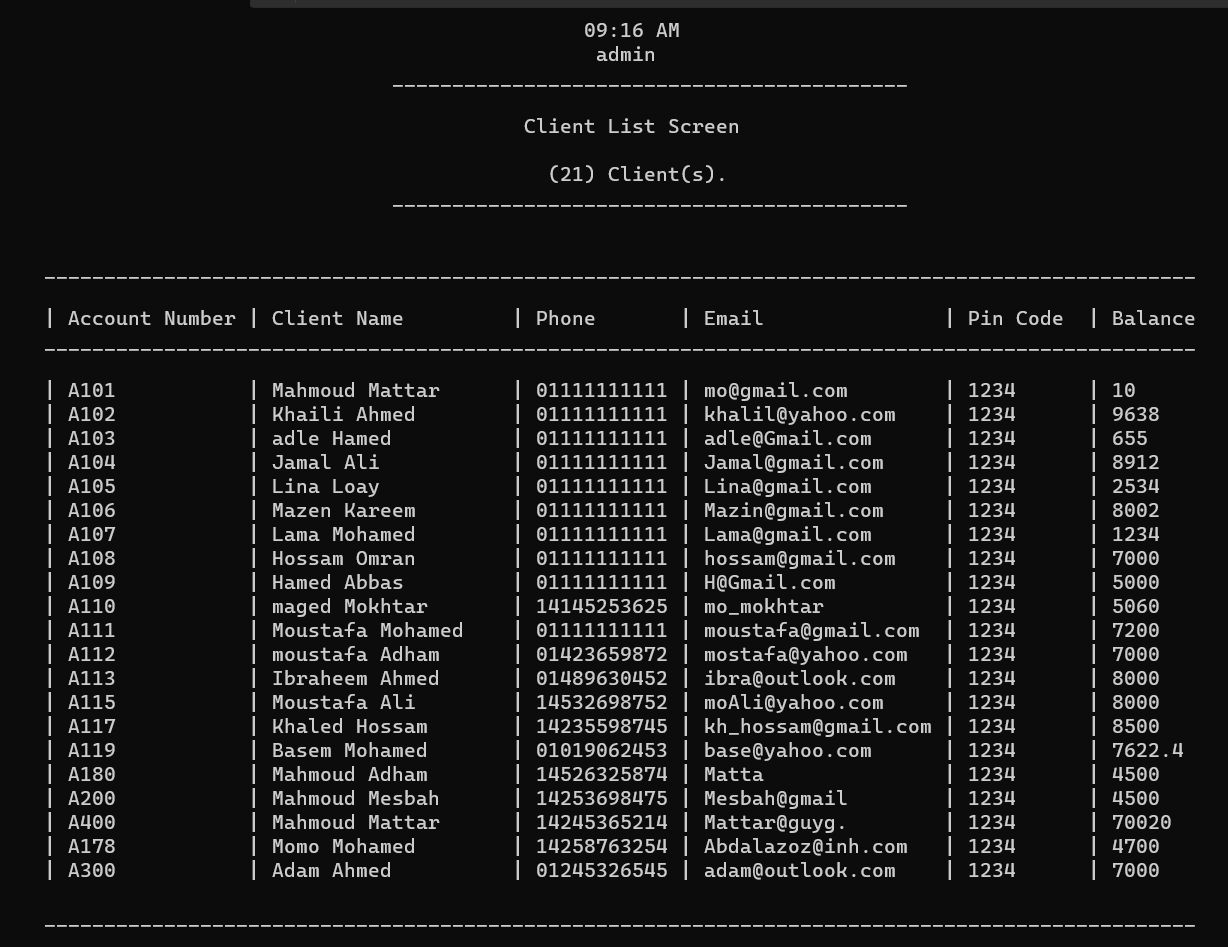 09:16 AM
admin
-------------------------------------------
Client List Screen
(21) Client(s).
-------------------------------------------
------------------------------------------------------------------------------------------------
| Account Number | Client Name | Phone | Email | Pin Code | Balance
------------------------------------------------------------------------------------------------
| A101 | Mahmoud Mattar | 01111111111 | mo@gmail.com | 1234 | 10
| A102 | Khaili Ahmed | 01111111111 | khalil@yahoo.com | 1234 | 9638
| A103 | adle Hamed | 01111111111 | adle@Gmail.com | 1234 | 655
| A104 | Jamal Ali | 01111111111 | Jamal@gmail.com | 1234 | 8912
| A105 | Lina Loay | 01111111111 | Lina@gmail.com | 1234 | 2534
| A106 | Mazen Kareem | 01111111111 | Mazin@gmail.com | 1234 | 8002
| A107 | Lama Mohamed | 01111111111 | Lama@gmail.com | 1234 | 1234
| A108 | Hossam Omran | 01111111111 | hossam@gmail.com | 1234 | 7000
| A109 | Hamed Abbas | 01111111111 | H@Gmail.com | 1234 | 5000
| A110 | maged Mokhtar | 14145253625 | mo_mokhtar | 1234 | 5060
| A111 | Moustafa Mohamed | 01111111111 | moustafa@gmail.com | 1234 | 7200
| A112 | moustafa Adham | 01423659872 | mostafa@yahoo.com | 1234 | 7000
| A113 | Ibraheem Ahmed | 01489630452 | ibra@outlook.com | 1234 | 8000
| A115 | Moustafa Ali | 14532698752 | moAli@yahoo.com | 1234 | 8000
| A117 | Khaled Hossam | 14235598745 | kh_hossam@gmail.com | 1234 | 8500
| A119 | Basem Mohamed | 01019062453 | base@yahoo.com | 1234 | 7622.4
| A180 | Mahmoud Adham | 14526325874 | Matta | 1234 | 4500
| A200 | Mahmoud Mesbah | 14253698475 | Mesbah@gmail | 1234 | 4500
| A400 | Mahmoud Mattar | 14245365214 | Mattar@guyg. | 1234 | 70020
| A178 | Momo Mohamed | 14258763254 | Abdalazoz@inh.com | 1234 | 4700
| A300 | Adam Ahmed | 01245326545 | adam@outlook.com | 1234 | 7000
------------------------------------------------------------------------------------------------